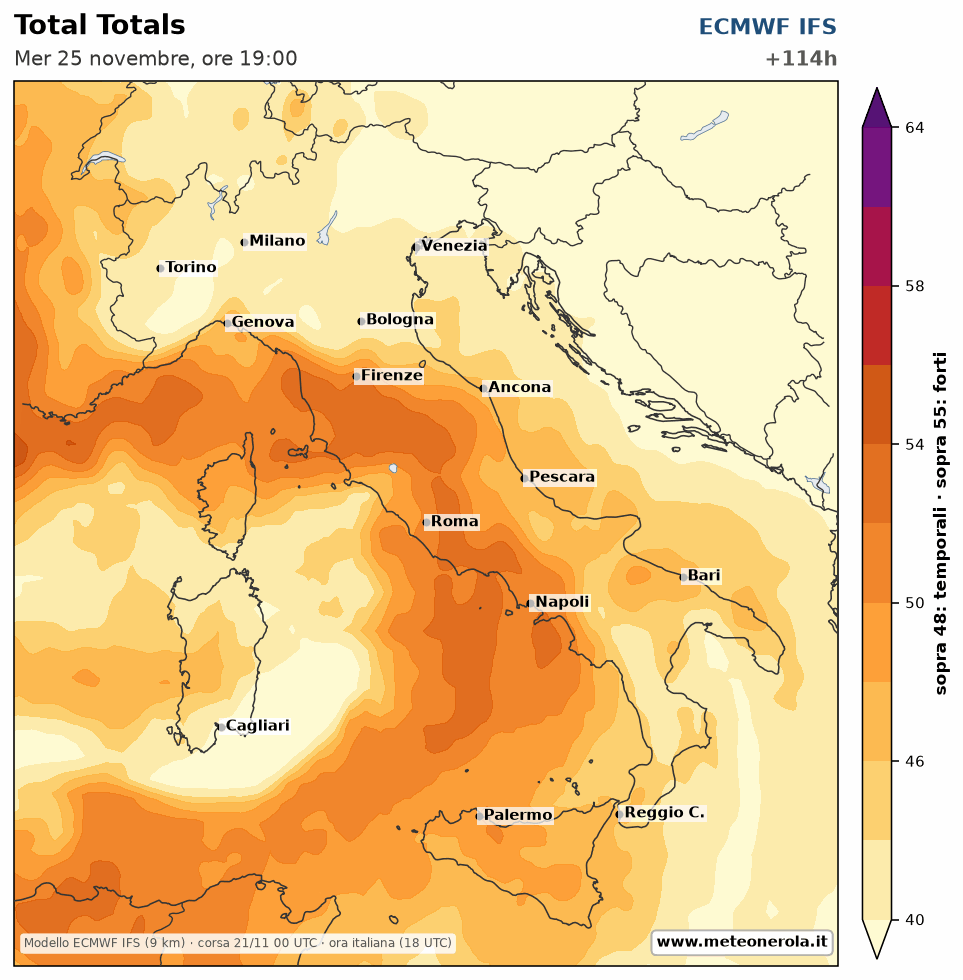 Total Totals
ECMWF IFS
Mer 25 novembre, ore 19:00
+114h
Milano
Venezia
Torino
Genova
Bologna
Firenze
Ancona
Pescara
Roma
Bari
Napoli
Cagliari
Palermo
Reggio C.
64
58
54
50
46
40
sopra 48: temporali · sopra 55: forti
Modello ECMWF IFS (9 km) · corsa 21/11 00 UTC · ora italiana (18 UTC)
www.meteonerola.it